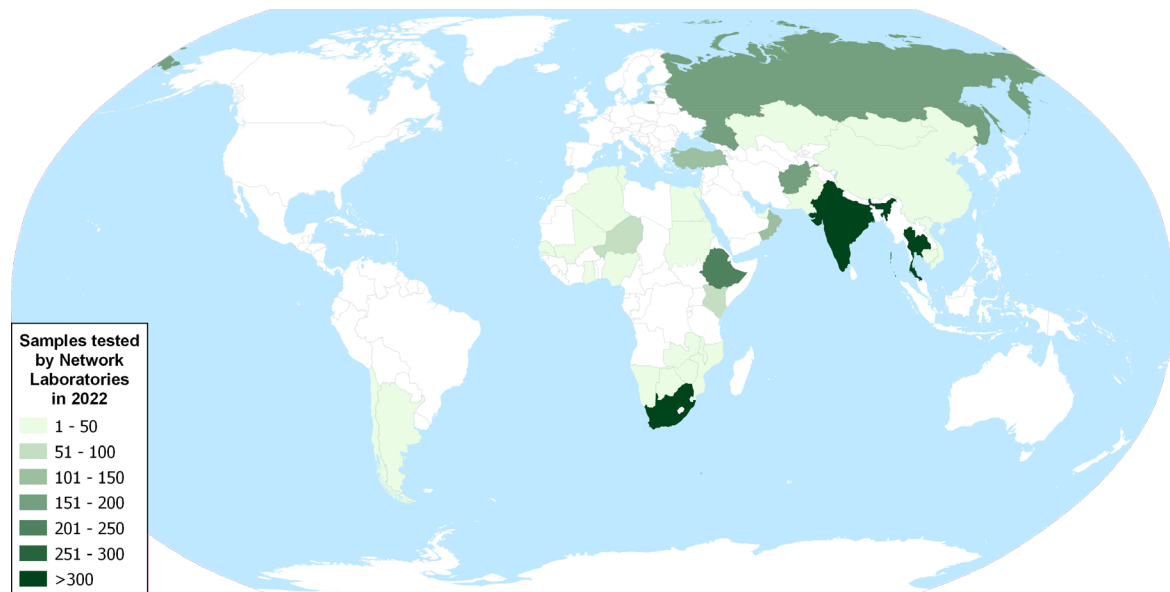 Samples tested
by Network
Laboratories
in 2022
1 - 50
51 - 100
101 - 150
151 - 200
201 - 250
251 - 300
>300